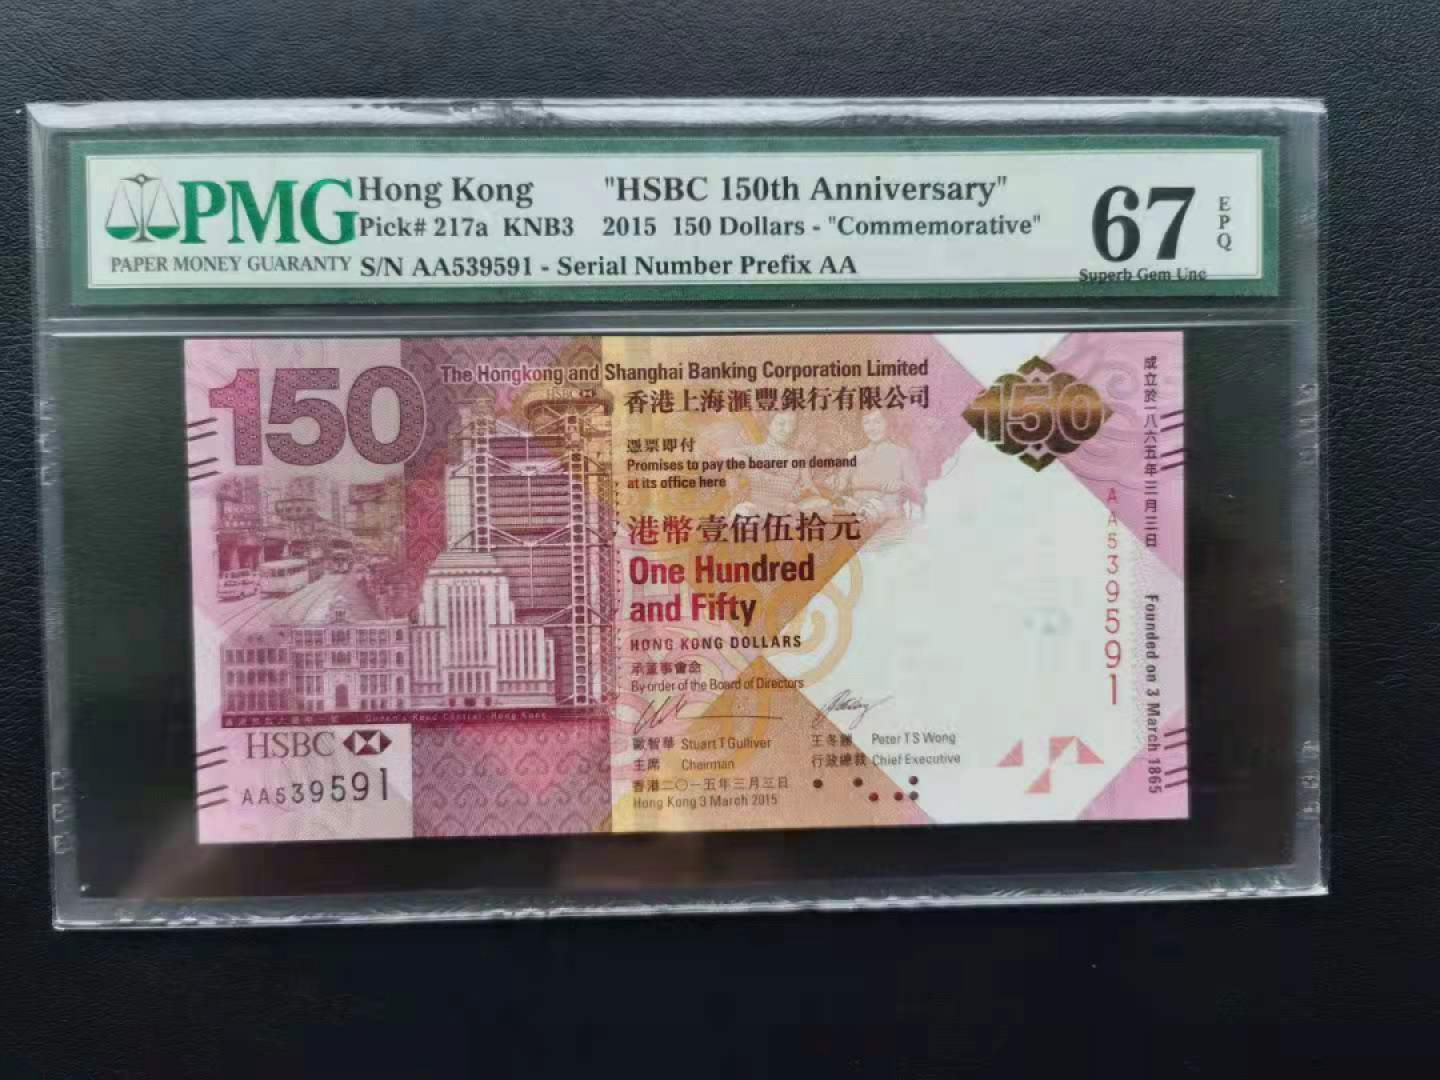 PMG
PAPER MONEY GUARANTY
Hong Kong "HSBC 150th Anniversary"
Pick# 217a KNB3 2015 150 Dollars - "Commemorative"
S/N AA539591 - Serial Number Prefix AA
67
EPQ
Superb Gem Unc
150
The Hongkong and Shanghai Banking Corporation Limited
香港上海滙豐銀行有限公司
HSBC
150
憑票即付
Promises to pay the bearer on demand
at its office here
港幣壹佰伍拾元
One Hundred
and Fifty
HONG KONG DOLLARS
承董事會命
By order of the Board of Directors
歐智華 Stuart T Gulliver
主席 Chairman
王冬勝 Peter T S Wong
行政總裁 Chief Executive
香港二〇一五年三月三日
Hong Kong 3 March 2015
Queen's Road Central, Hong Kong
HSBC
AA539591
AA539591
成立於一八六五年三月三日 Founded on 3 March 1865